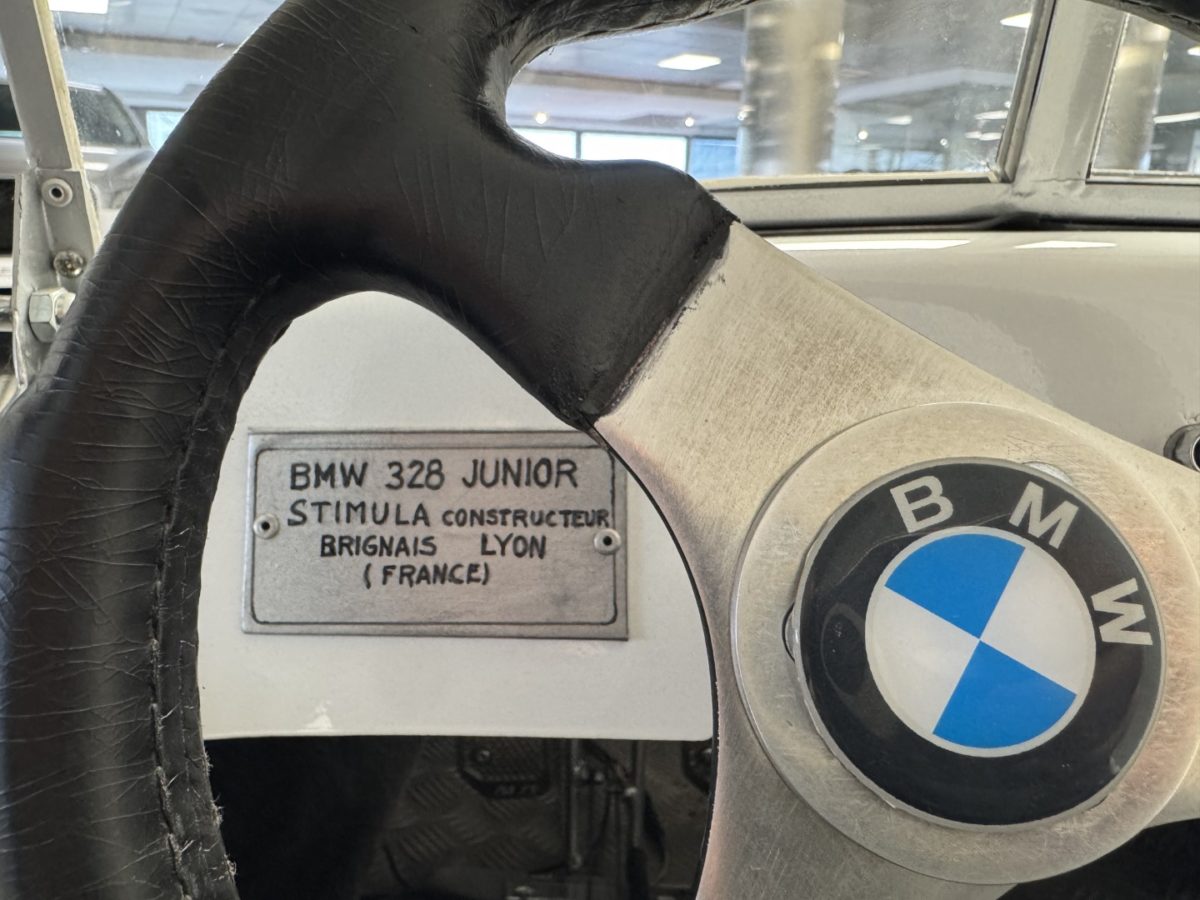 BMW 328 JUNIOR
STIMULA CONSTRUCTEUR
BRIGNAIS LYON
(FRANCE)
BMW